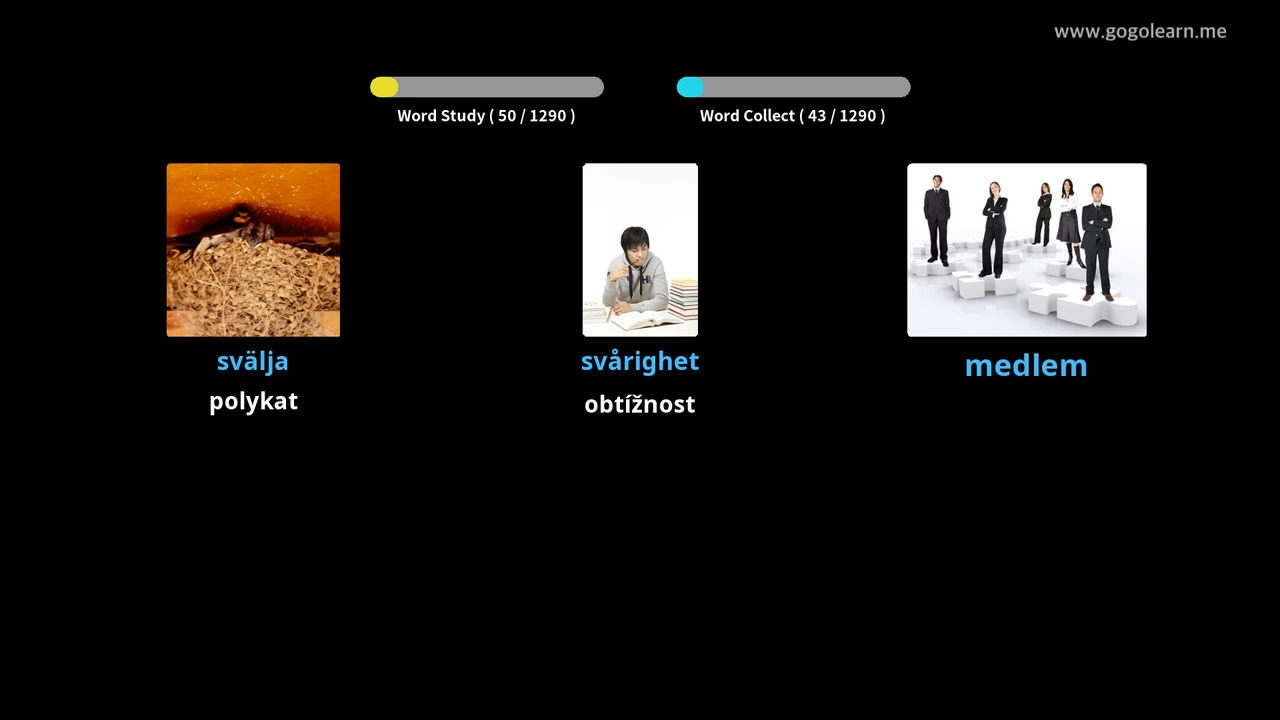 www.gogolearn.me
Word Study ( 50 / 1290 )
Word Collect ( 43 / 1290 )
svälja
polykat
svårighet
obtížnost
medlem